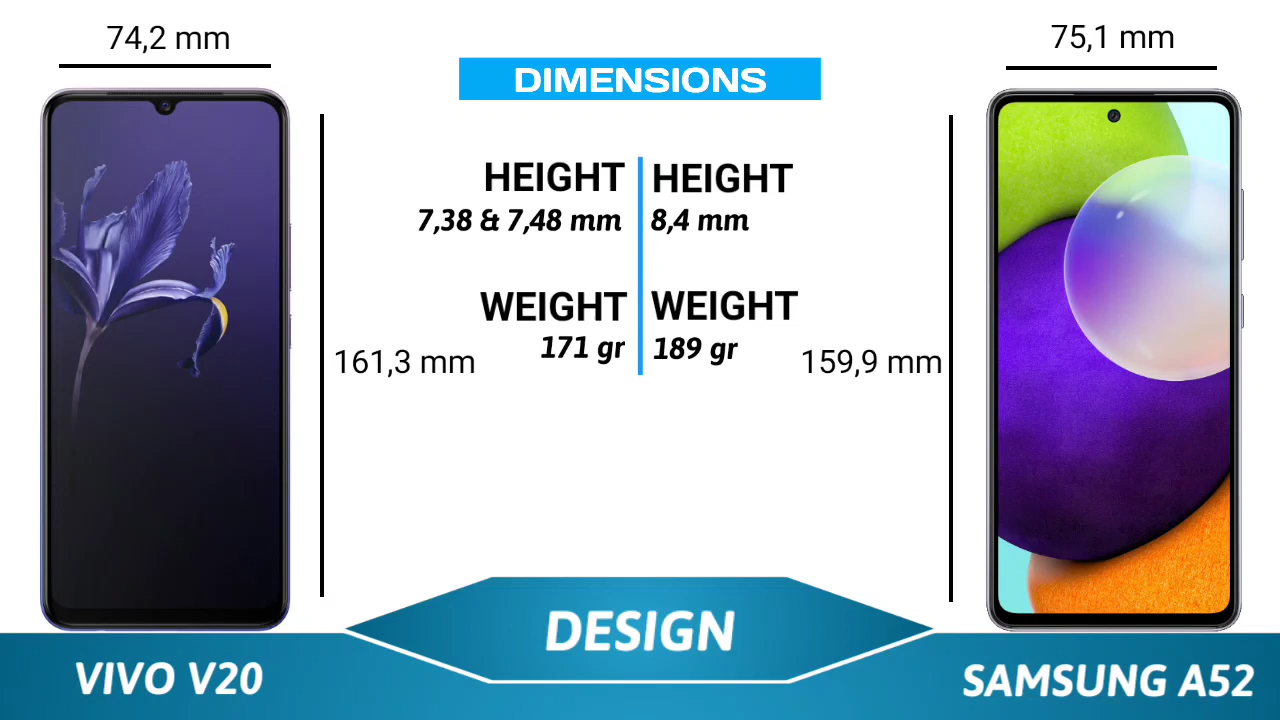 74,2 mm
75,1 mm
DIMENSIONS
HEIGHT
7,38 & 7,48 mm
HEIGHT
8,4 mm
WEIGHT
171 gr
WEIGHT
189 gr
161,3 mm
159,9 mm
DESIGN
VIVO V20
SAMSUNG A52